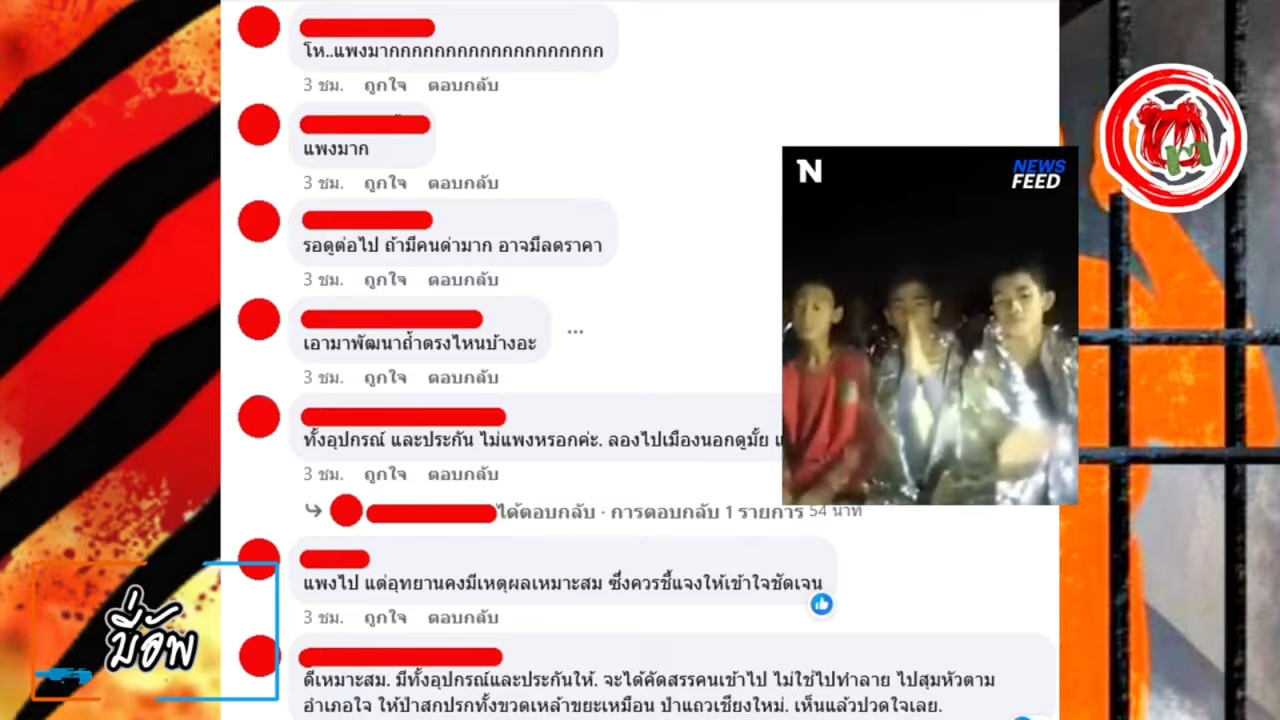 โห..แพงมากกกกกกกกกกกกกกกกกกกก
3 ชม. ถูกใจ ตอบกลับ
แพงมาก
3 ชม. ถูกใจ ตอบกลับ
N
NEWS
FEED
รอดูต่อไป ถ้ามีคนด่ามาก อาจมีลดราคา
3 ชม. ถูกใจ ตอบกลับ
เอามาพัฒนาถ้ำตรงไหนบ้างอะ
3 ชม. ถูกใจ ตอบกลับ
ทั้งอุปกรณ์ และประกัน ไม่แพงหรอกค่ะ. ลองไปเมืองนอกดูมั้ย
3 ชม. ถูกใจ ตอบกลับ
ได้ตอบกลับ · การตอบกลับ 1 รายการ 54 นาที
แพงไป แต่อุทยานคงมีเหตุผลเหมาะสม ซึ่งควรชี้แจงให้เข้าใจชัดเจน
3 ชม. ถูกใจ ตอบกลับ
มี่อัพ
ดีเหมาะสม. มีทั้งอุปกรณ์และประกันให้. จะได้คัดสรรคนเข้าไป ไม่ใช่ไปทำลาย ไปสุมหัวตาม
อำเภอใจ ให้ป่าสกปรกทั้งขวดเหล้าขยะเหมือน ป่าแถวเชียงใหม่. เห็นแล้วปวดใจเลย.